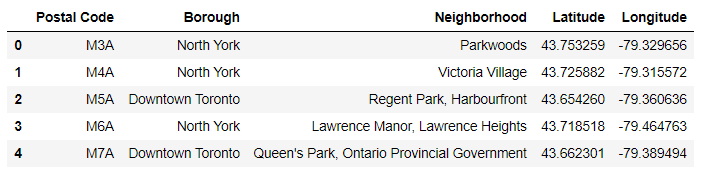 Postal Code Borough Neighborhood Latitude Longitude
0 M3A North York Parkwoods 43.753259 -79.329656
1 M4A North York Victoria Village 43.725882 -79.315572
2 M5A Downtown Toronto Regent Park, Harbourfront 43.654260 -79.360636
3 M6A North York Lawrence Manor, Lawrence Heights 43.718518 -79.464763
4 M7A Downtown Toronto Queen's Park, Ontario Provincial Government 43.662301 -79.389494